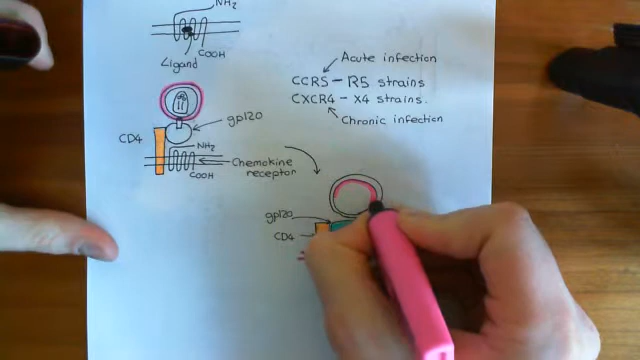 NH₂
COOH
Ligand
Acute infection
CCR5 – R5 strains
CXCR4 – X4 strains.
Chronic infection
gp120
CD4
NH₂
Chemokine
receptor
COOH
gp120
CD4